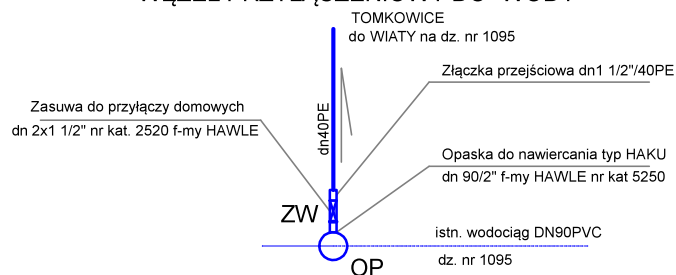 TOMKOWICE
do WIATY na dz. nr 1095
Złączka przejściowa dn1 1/2"/40PE
Zasuwa do przyłączy domowych
dn 2x1 1/2" nr kat. 2520 f-my HAWLE
dn40PE
Opaska do nawiercania typ HAKU
dn 90/2" f-my HAWLE nr kat 5250
ZW
istn. wodociąg DN90PVC
dz. nr 1095
OP